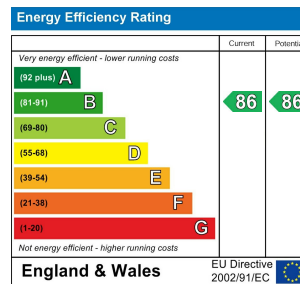 Energy Efficiency Rating
Current Potentia
Very energy efficient - lower running costs
(92 plus) A
(81-91) B 86 86
(69-80) C
(55-68) D
(39-54) E
(21-38) F
(1-20) G
Not energy efficient - higher running costs
England & Wales
EU Directive
2002/91/EC